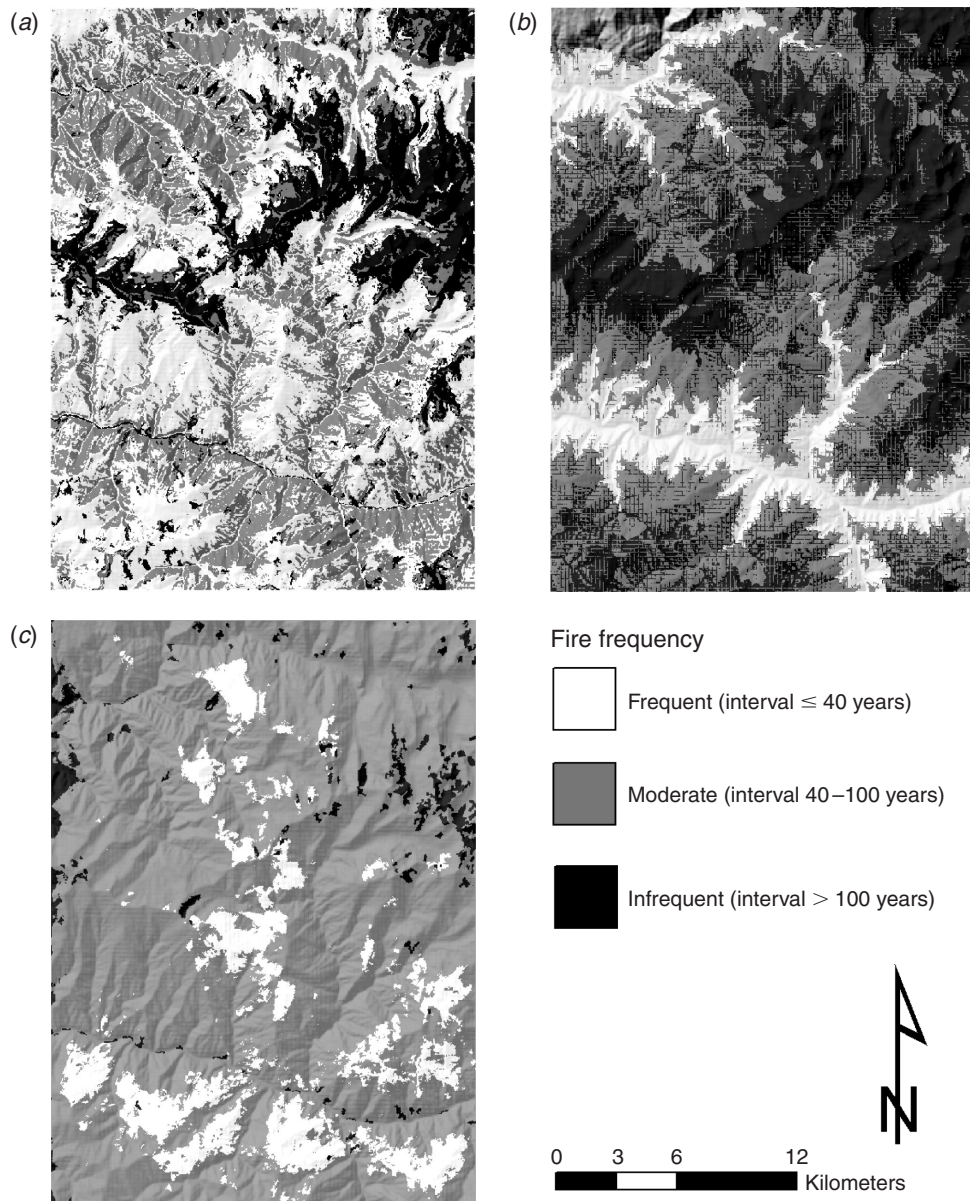 (a)
(b)
(c)
Fire frequency
Frequent (interval ≤ 40 years)
Moderate (interval 40–100 years)
Infrequent (interval > 100 years)
N
0 3 6 12
Kilometers